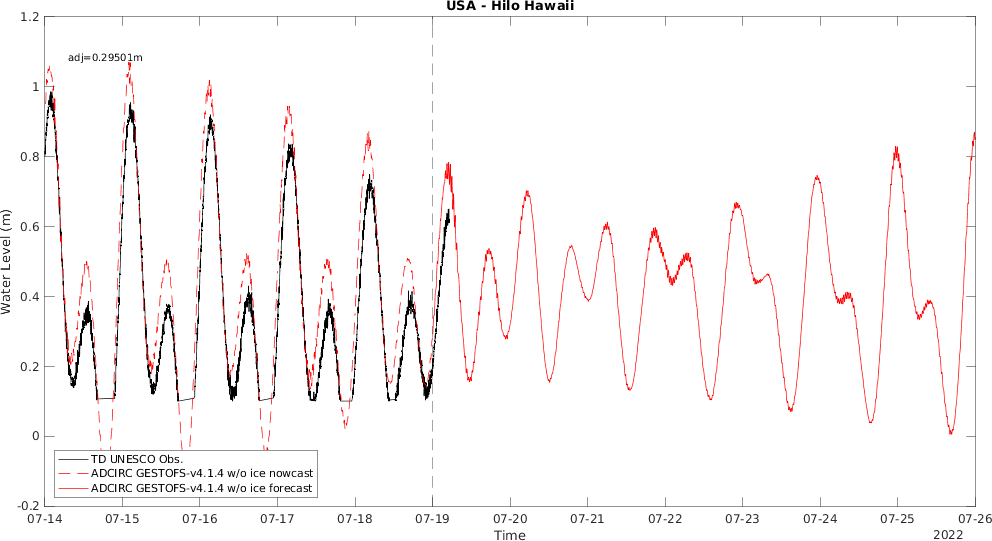 USA - Hilo Hawaii
adj=0.29501m
Water Level (m)
1.2
1
0.8
0.6
0.4
0.2
0
-0.2
TD UNESCO Obs.
ADCIRC GESTOFS-v4.1.4 w/o ice nowcast
ADCIRC GESTOFS-v4.1.4 w/o ice forecast
07-14 07-15 07-16 07-17 07-18 07-19 07-20 07-21 07-22 07-23 07-24 07-25 07-26
Time
2022